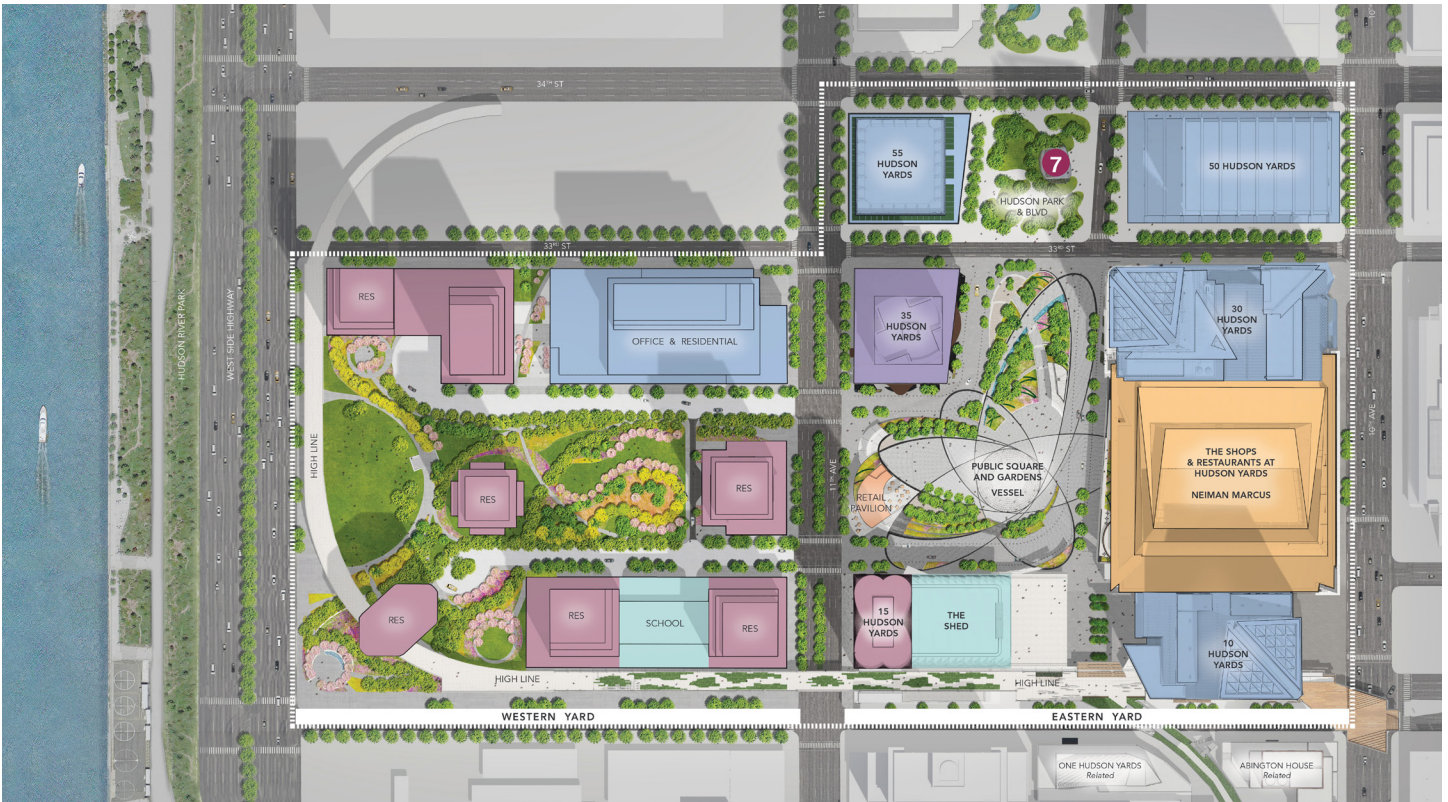 11TH
10TH
34TH ST
55
HUDSON
YARDS
7
HUDSON PARK
& BLVD
50 HUDSON YARDS
33RD ST
33RD ST
HUDSON RIVER PARK
WEST SIDE HIGHWAY
HIGH LINE
RES
OFFICE & RESIDENTIAL
35
HUDSON
YARDS
30
HUDSON
YARDS
11TH AVE
10TH AVE
RES
RES
RETAIL
PAVILION
PUBLIC SQUARE
AND GARDENS
VESSEL
THE SHOPS
& RESTAURANTS AT
HUDSON YARDS
NEIMAN MARCUS
RES
RES
SCHOOL
RES
15
HUDSON
YARDS
THE
SHED
10
HUDSON
YARDS
HIGH LINE
HIGH LINE
WESTERN YARD
EASTERN YARD
ONE HUDSON YARDS
Related
ABINGTON HOUSE
Related